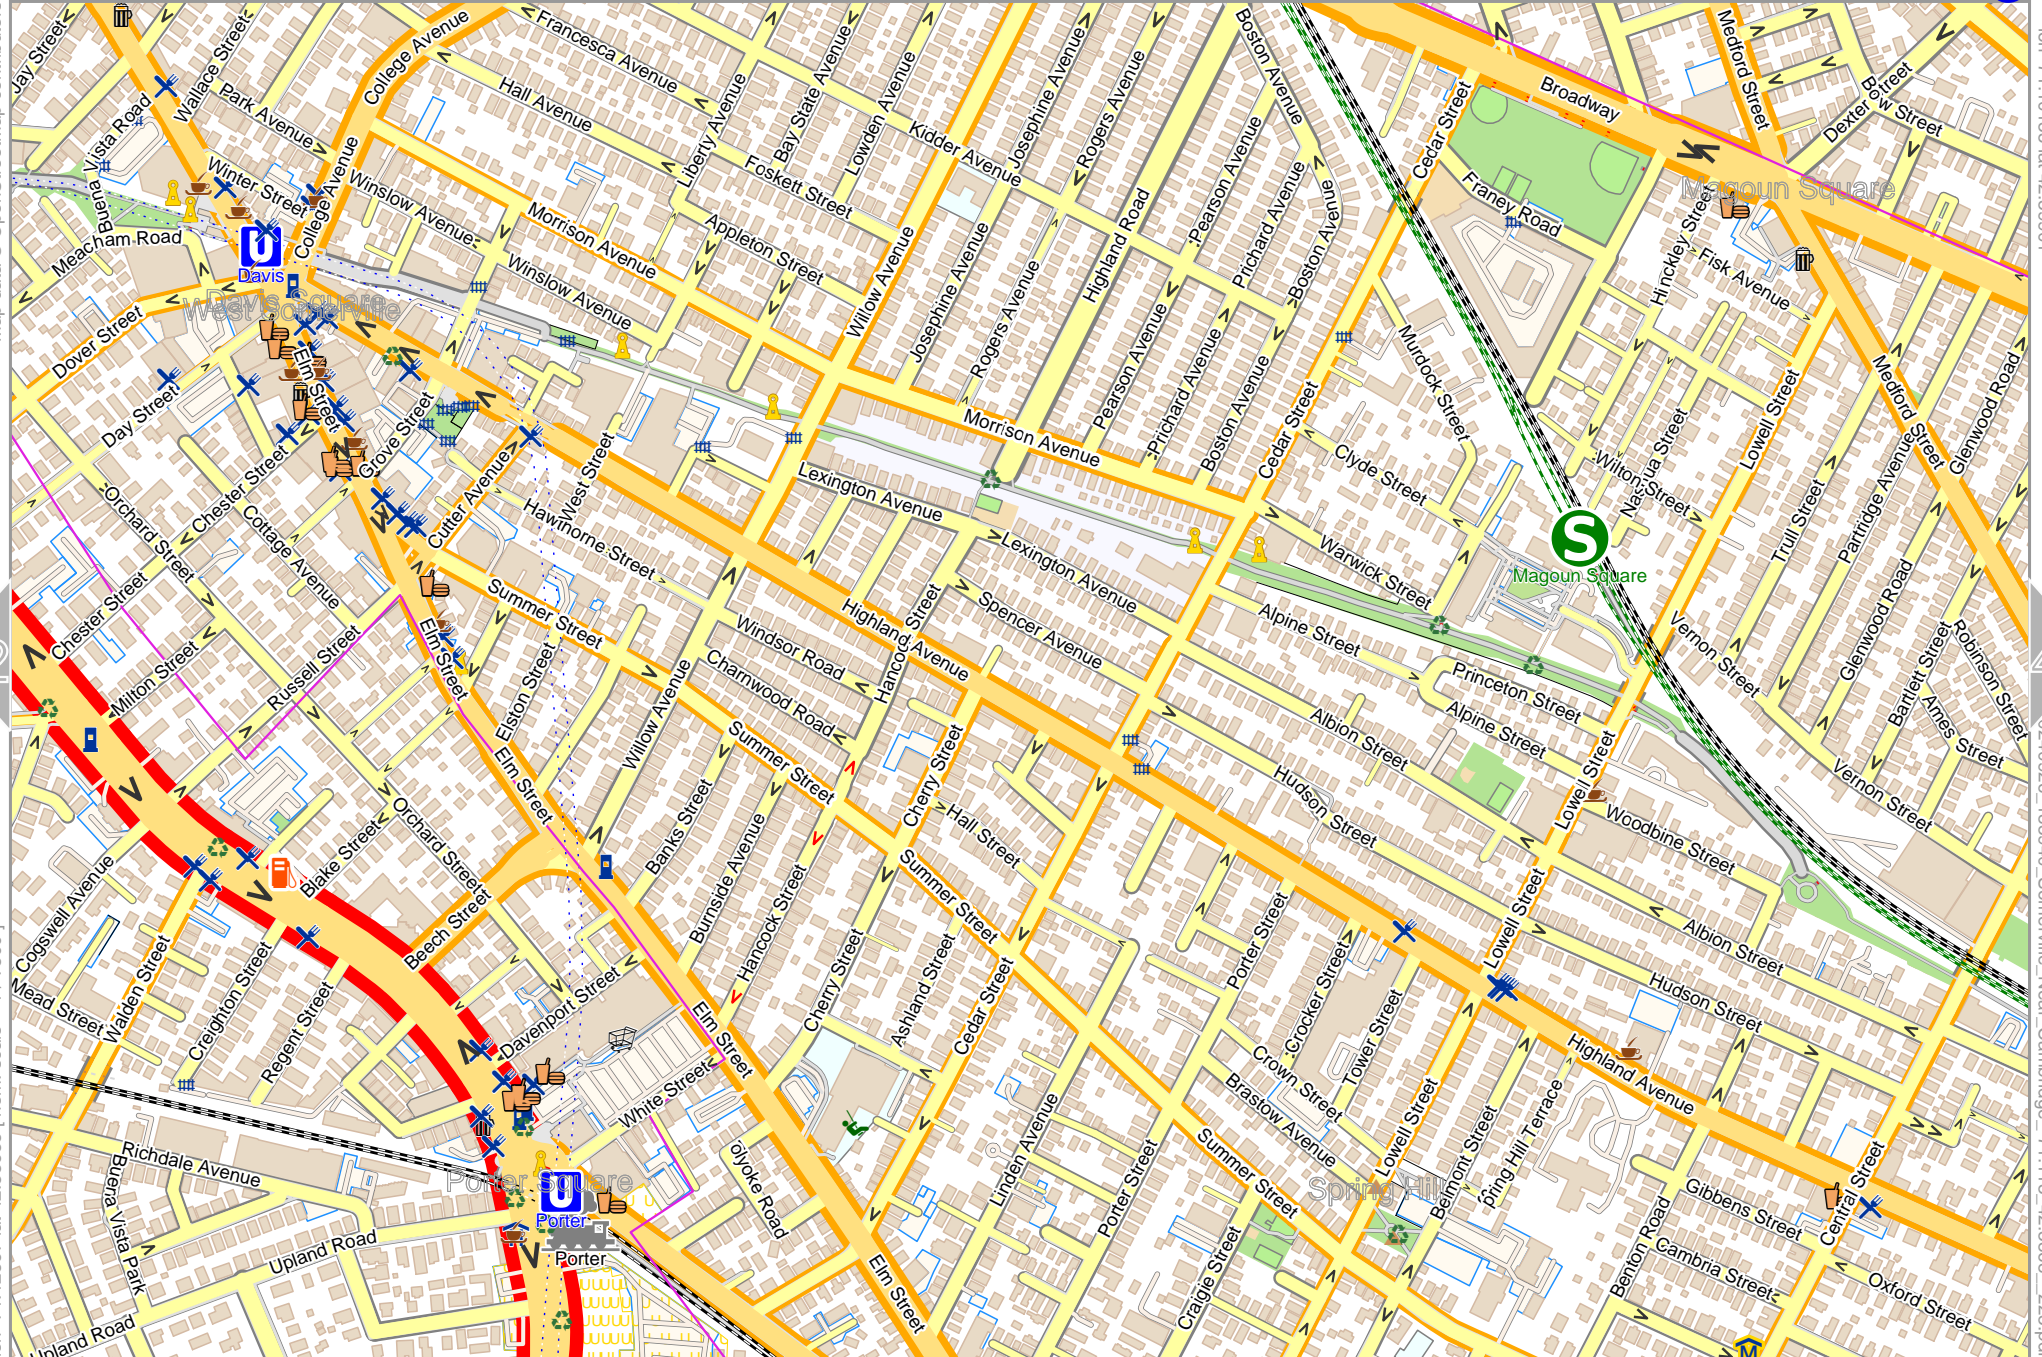 Jay Street
Wallace Street
College Avenue
Francesca Avenue
Hall Avenue
Liberty Avenue
Bay State Avenue
Lowden Avenue
Josephine Avenue
Rogers Avenue
Boston Avenue
Broadway
Medford Street
Bow Street
Dexter Street
Vista Road
Park Avenue
Kidder Avenue
Cedar Street
Winter Street
College Avenue
Winslow Avenue
Foskett Street
Pearson Avenue
Prichard Avenue
Boston Avenue
Franey Road
Magoun Square
Buena
Meacham Road
Morrison Avenue
Appleton Street
Highland Road
Hinckley Street
Fisk Avenue
Davis
Davis Square
West Somerville
Winslow Avenue
Willow Avenue
Josephine Avenue
Rogers Avenue
Dover Street
Elm Street
Day Street
Grove Street
Pearson Avenue
Prichard Avenue
Boston Avenue
Cedar Street
Murdock Street
Lowell Street
Medford Street
Glenwood Road
Morrison Avenue
Clyde Street
Wilton Street
Nashua Street
Trull Street
Partridge Avenue
Chester Street
Orchard Street
Cottage Avenue
Cutter Avenue
West Street
Hawthorne Street
Lexington Avenue
Lexington Avenue
Warwick Street
Magoun Square
Chester Street
Milton Street
Russell Street
Elm Street
Summer Street
Elston Street
Willow Avenue
Windsor Road
Charnwood Road
Highland Avenue
Hancock Street
Spencer Avenue
Alpine Street
Princeton Street
Alpine Street
Vernon Street
Glenwood Road
Bartlett Street
Robinson Street
Ames Street
Vernon Street
Elm Street
Summer Street
Cherry Street
Albion Street
Hudson Street
Lowell Street
Woodbine Street
Orchard Street
Blake Street
Banks Street
Burnside Avenue
Hancock Street
Hall Street
Summer Street
Cogswell Avenue
Mead Street
Walden Street
Creighton Street
Regent Street
Beech Street
Davenport Street
Elm Street
Cherry Street
Ashland Street
Cedar Street
Porter Street
Crocker Street
Tower Street
Lowell Street
Albion Street
Hudson Street
Highland Avenue
White Street
Crown Street
Brastow Avenue
Lowell Street
Belmont Street
Spring Hill Terrace
Richdale Avenue
Buena Vista Park
Upland Road
Upland Road
Porter Square
Porter
Porter
olyoke Road
Elm Street
Linden Avenue
Porter Street
Craigie Street
Summer Street
Spring Hill
Benton Road
Gibbens Street
Cambria Street
Central Street
Oxford Street